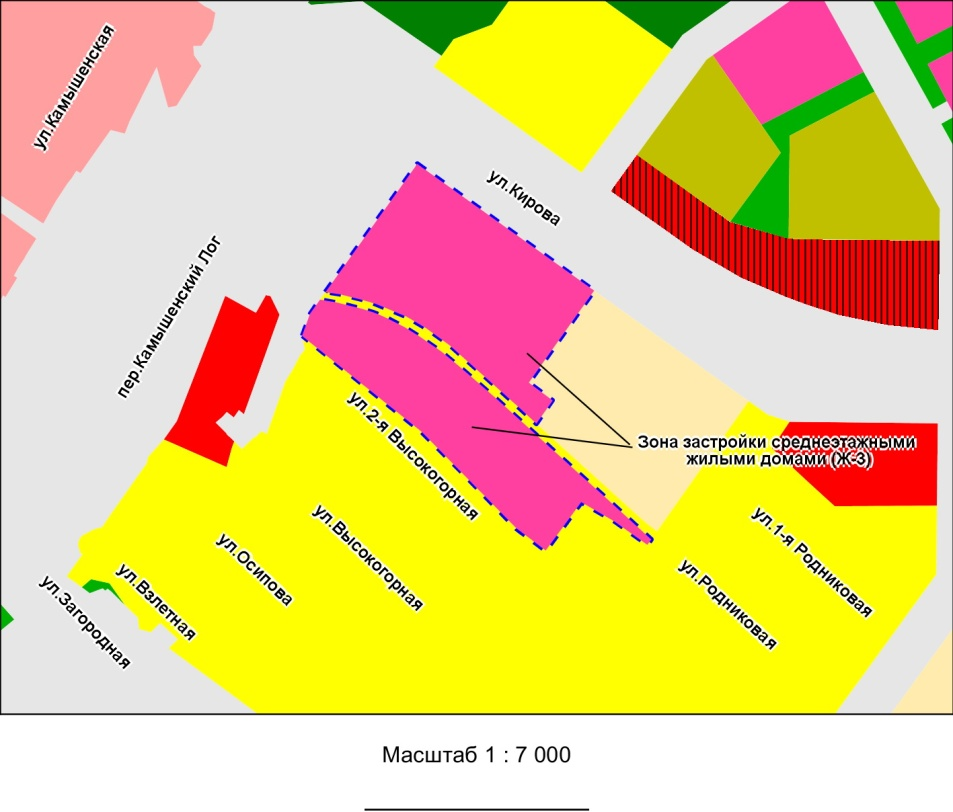 ул.Камышенская
ул.Кирова
пер.Камышенский Лог
ул.2-я Высокогорная
Зона застройки среднеэтажными
жилыми домами (Ж-3)
ул.Высокогорная
ул.1-я Родниковая
ул.Осипова
ул.Родниковая
ул.Взлетная
ул.Загородная
Масштаб 1 : 7 000